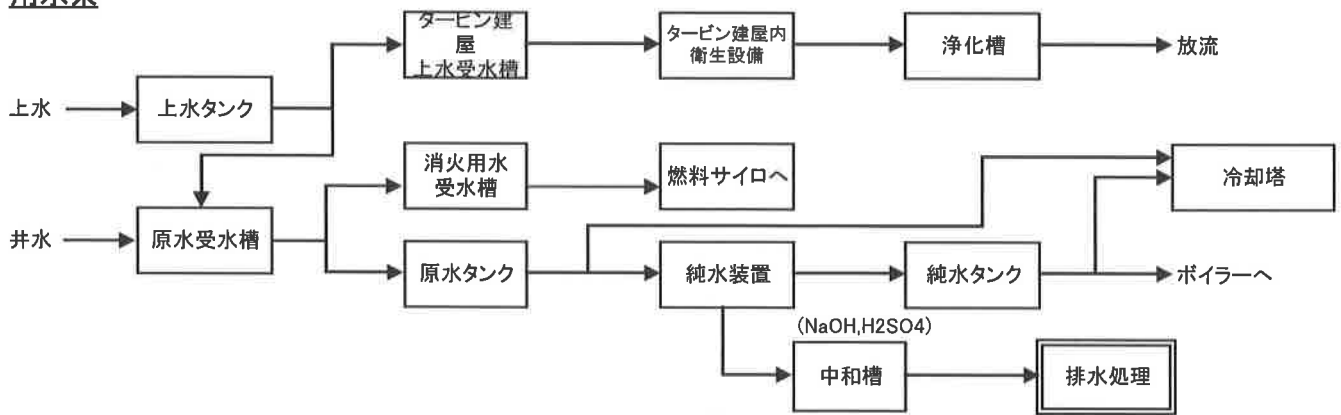 タービン建
屋
上水受水槽
タービン建屋内
衛生設備
浄化槽
放流
上水
上水タンク
消火用水
受水槽
燃料サイロへ
冷却塔
井水
原水受水槽
原水タンク
純水装置
純水タンク
ボイラーへ
(NaOH,H2SO4)
中和槽
排水処理